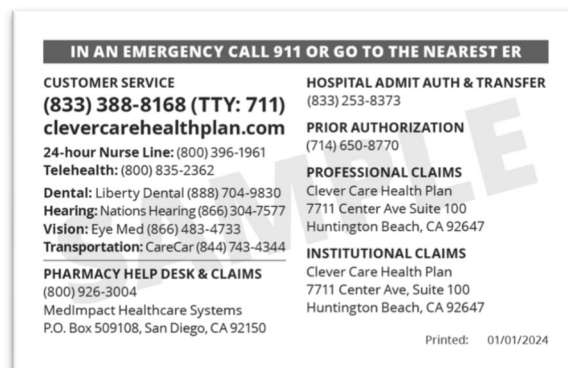 IN AN EMERGENCY CALL 911 OR GO TO THE NEAREST ER
CUSTOMER SERVICE
(833) 388-8168 (TTY: 711)
clevercarehealthplan.com
24-hour Nurse Line: (800) 396-1961
Telehealth: (800) 835-2362
Dental: Liberty Dental (888) 704-9830
Hearing: Nations Hearing (866) 304-7577
Vision: Eye Med (866) 483-4733
Transportation: CareCar (844) 743-4344
PHARMACY HELP DESK & CLAIMS
(800) 926-3004
MedImpact Healthcare Systems
P.O. Box 509108, San Diego, CA 92150
HOSPITAL ADMIT AUTH & TRANSFER
(833) 253-8373
PRIOR AUTHORIZATION
(714) 650-8770
PROFESSIONAL CLAIMS
Clever Care Health Plan
7711 Center Ave Suite 100
Huntington Beach, CA 92647
INSTITUTIONAL CLAIMS
Clever Care Health Plan
7711 Center Ave, Suite 100
Huntington Beach, CA 92647
Printed: 01/01/2024
SAMPLE